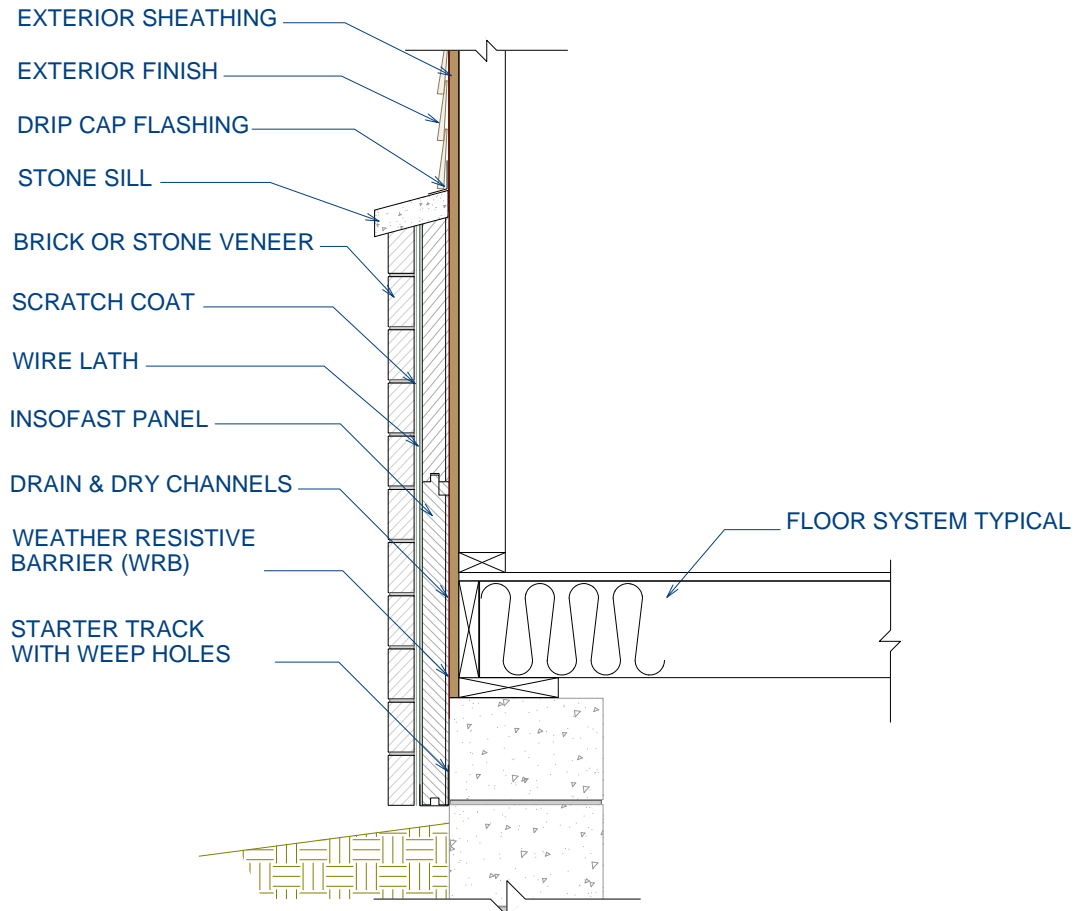 EXTERIOR SHEATHING
EXTERIOR FINISH
DRIP CAP FLASHING
STONE SILL
BRICK OR STONE VENEER
SCRATCH COAT
WIRE LATH
INSOFAST PANEL
DRAIN & DRY CHANNELS
WEATHER RESISTIVE
BARRIER (WRB)
STARTER TRACK
WITH WEEP HOLES
FLOOR SYSTEM TYPICAL